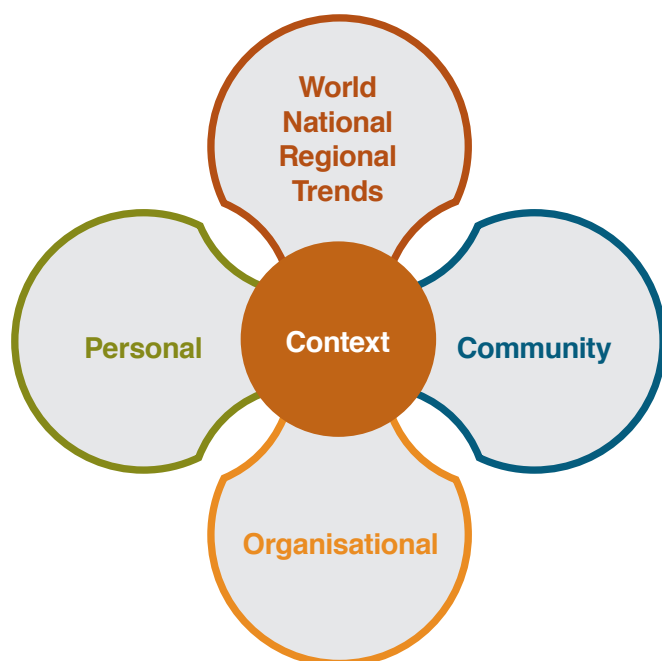 World
National
Regional
Trends
Personal
Context
Community
Organisational